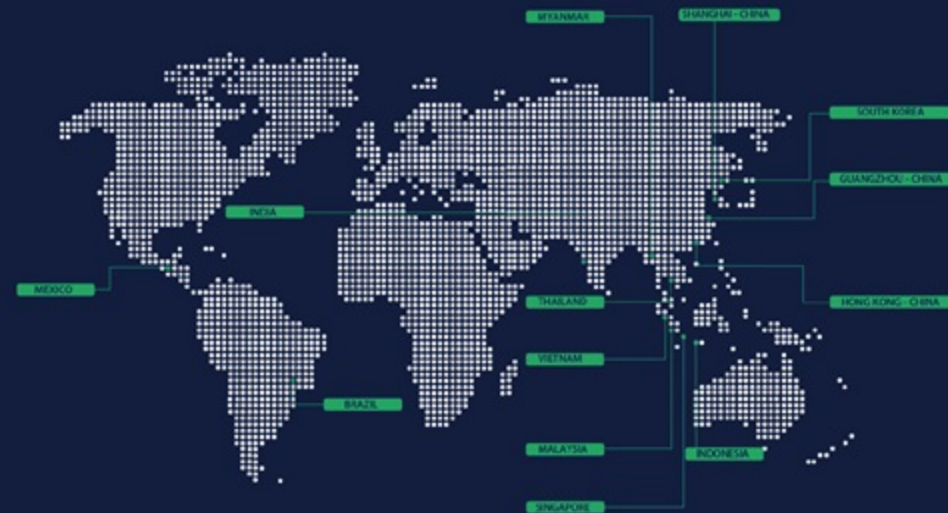 MYANMAR
SHANGHAI - CHINA
SOUTH KOREA
GUANGZHOU - CHINA
INDIA
MEXICO
THAILAND
HONG KONG - CHINA
VIETNAM
BRAZIL
MALAYSIA
INDONESIA
SINGAPORE